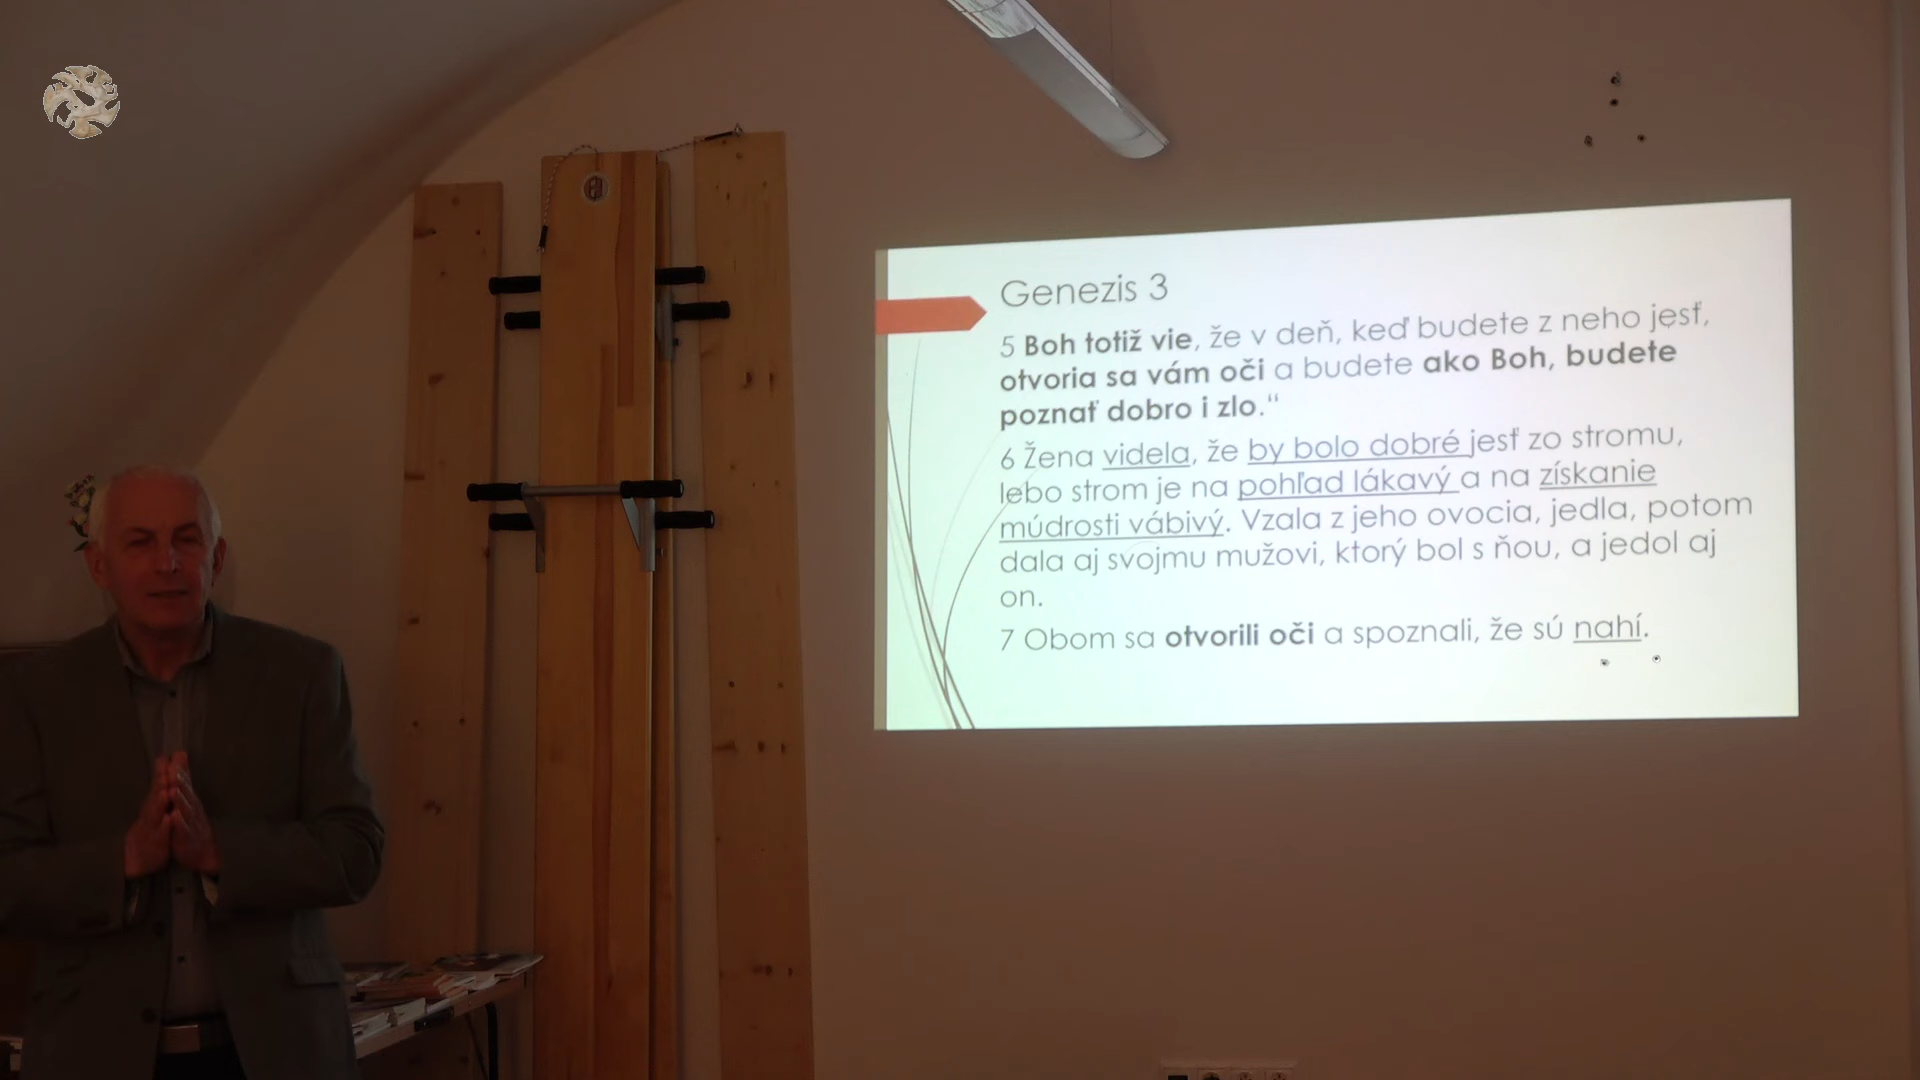 Genezis 3
5 Boh totiž vie, že v deň, keď budete z neho jesť,
otvoria sa vám oči a budete ako Boh, budete
poznať dobro i zlo.“
6 Žena videla, že by bolo dobré jesť zo stromu,
lebo strom je na pohľad lákavý a na získanie
múdrosti vábivý. Vzala z jeho ovocia, jedla, potom
dala aj svojmu mužovi, ktorý bol s ňou, a jedol aj
on.
7 Obom sa otvorili oči a spoznali, že sú nahí.